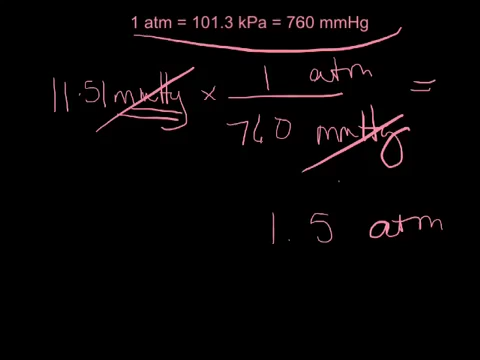 1 atm = 101.3 kPa = 760 mmHg
11.51 mmHg × 1 atm / 760 mmHg =
1.5 atm